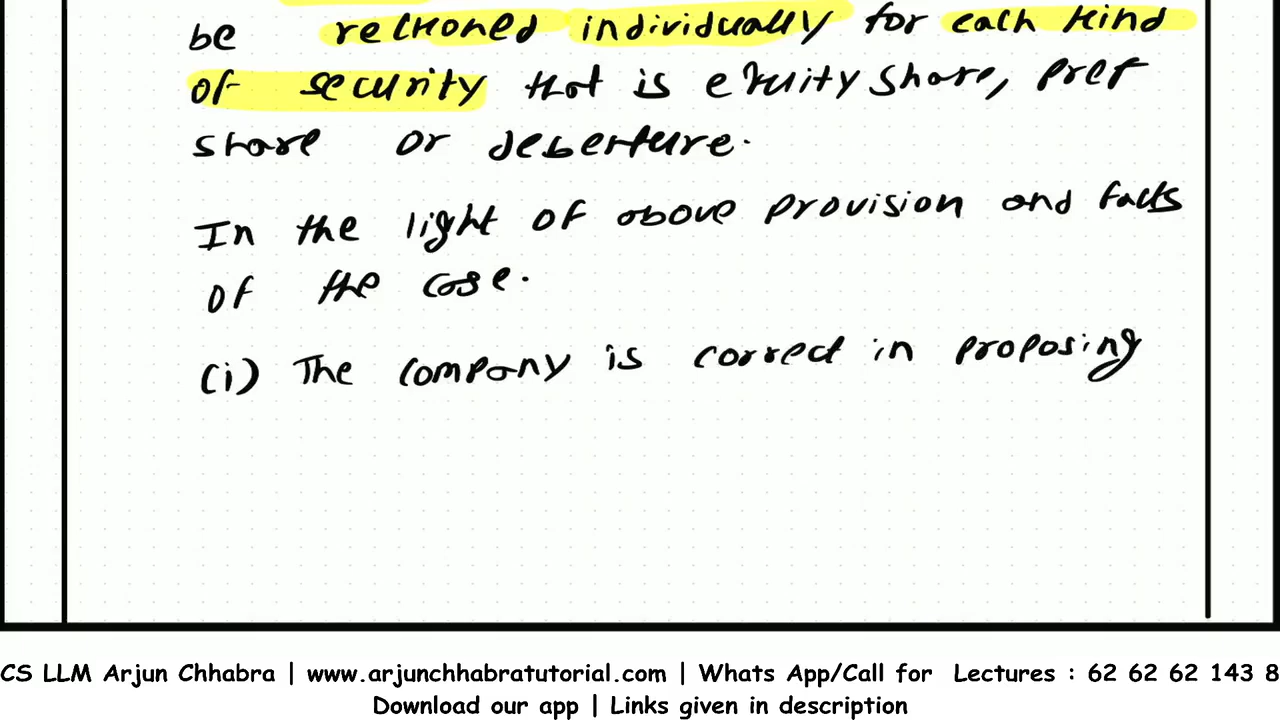 be reckoned individually for each kind
of security that is equity share, pref
share or debenture.
In the light of above provision and facts
of the case.
(i) The company is correct in proposing
CS LLM Arjun Chhabra | www.arjunchhabratutorial.com | Whats App/Call for Lectures : 62 62 62 143 8
Download our app | Links given in description